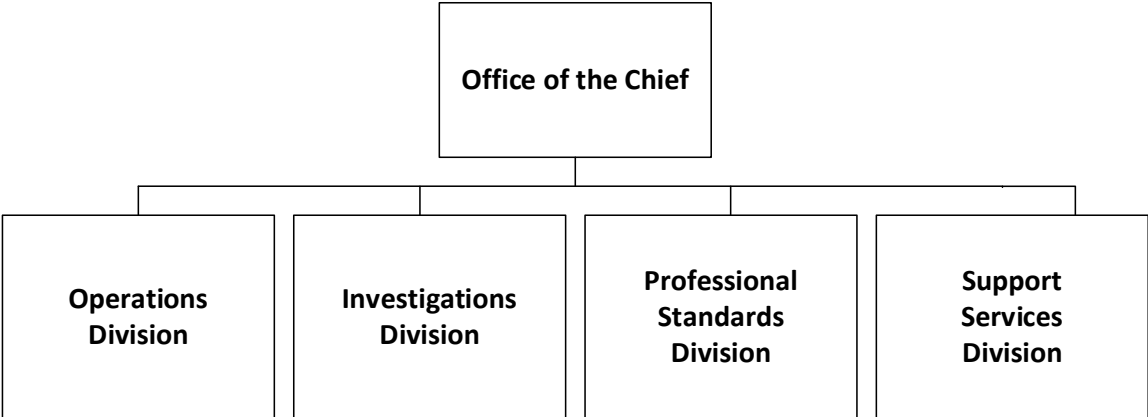 Office of the Chief
Operations
Division
Investigations
Division
Professional
Standards
Division
Support
Services
Division